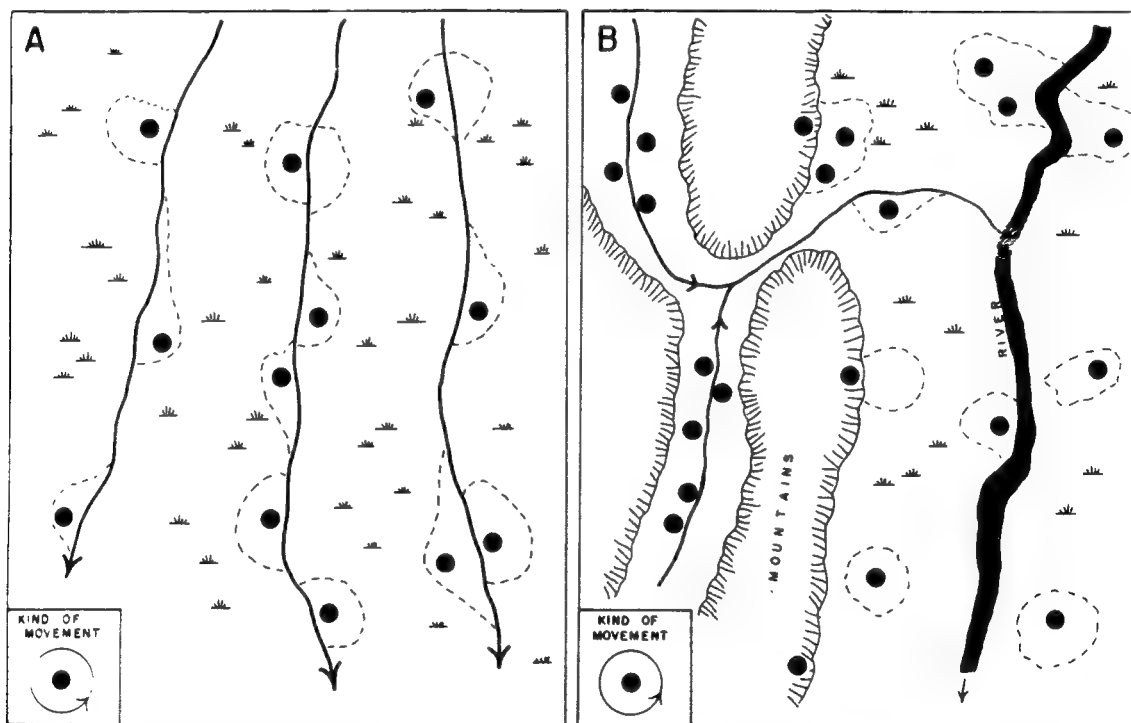 A
KIND OF
MOVEMENT
B
RIVER
MOUNTAINS
KIND OF
MOVEMENT